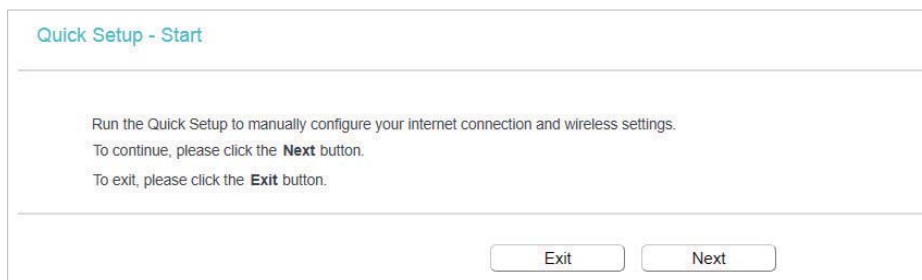 Quick Setup - Start
Run the Quick Setup to manually configure your internet connection and wireless settings.
To continue, please click the Next button.
To exit, please click the Exit button.
Exit Next